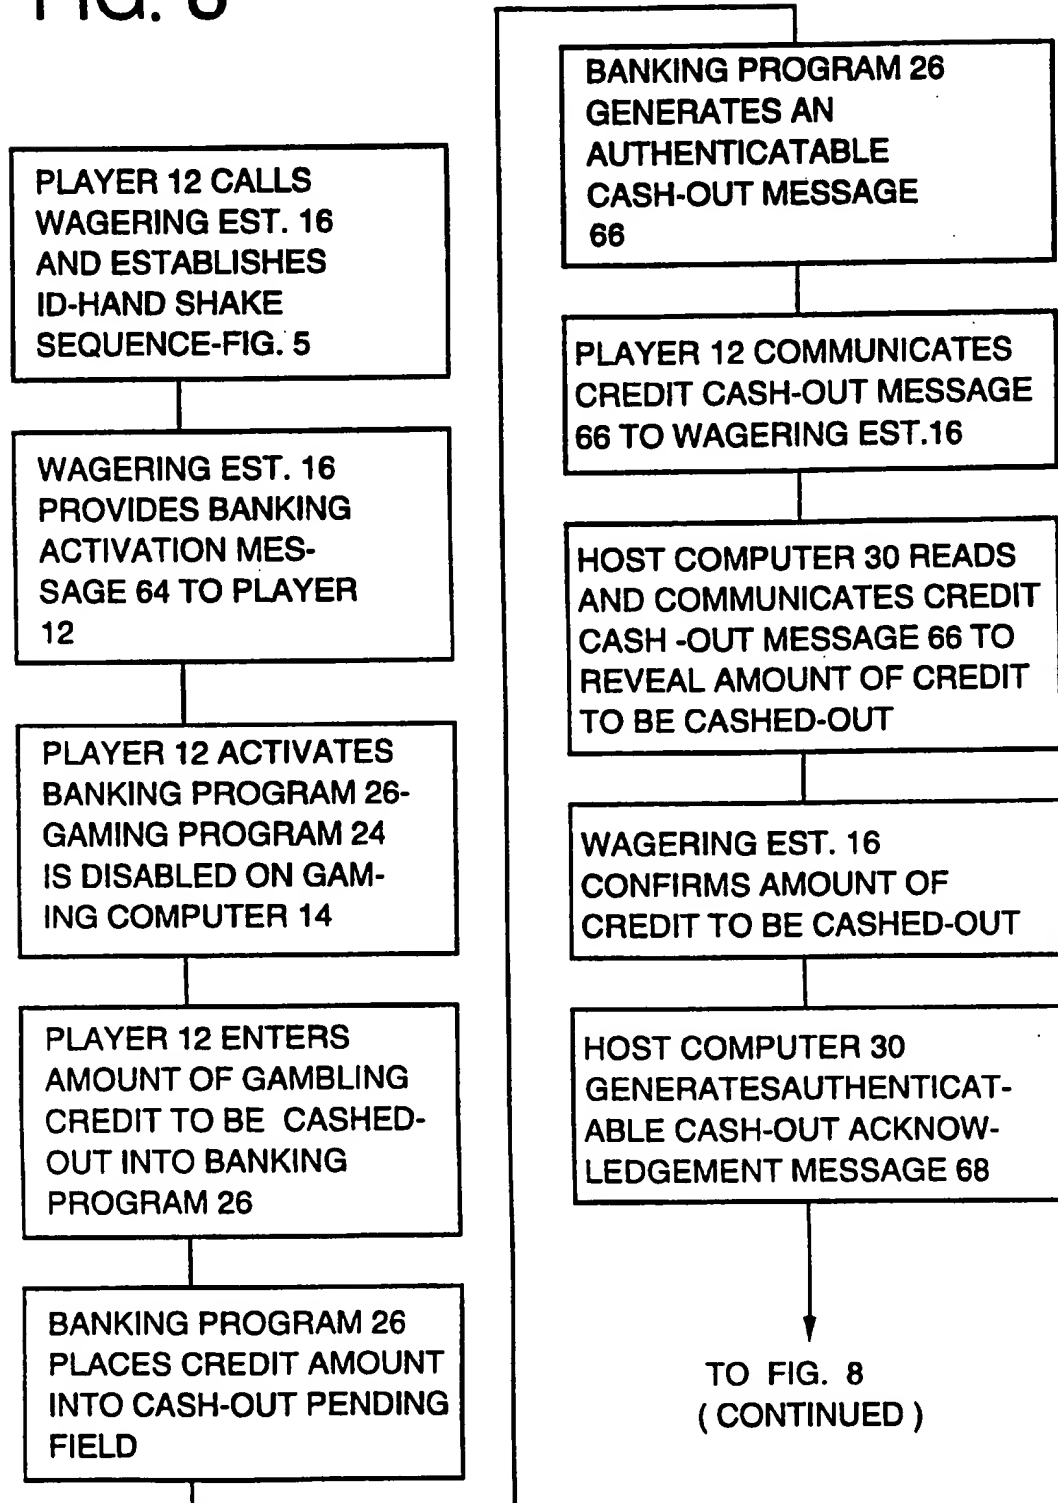 FIG. 8
PLAYER 12 CALLS
WAGERING EST. 16
AND ESTABLISHES
ID-HAND SHAKE
SEQUENCE-FIG. 5
WAGERING EST. 16
PROVIDES BANKING
ACTIVATION MES-
SAGE 64 TO PLAYER
12
PLAYER 12 ACTIVATES
BANKING PROGRAM 26-
GAMING PROGRAM 24
IS DISABLED ON GAM-
ING COMPUTER 14
PLAYER 12 ENTERS
AMOUNT OF GAMBLING
CREDIT TO BE CASHED-
OUT INTO BANKING
PROGRAM 26
BANKING PROGRAM 26
PLACES CREDIT AMOUNT
INTO CASH-OUT PENDING
FIELD
BANKING PROGRAM 26
GENERATES AN
AUTHENTICATABLE
CASH-OUT MESSAGE
66
PLAYER 12 COMMUNICATES
CREDIT CASH-OUT MESSAGE
66 TO WAGERING EST.16
HOST COMPUTER 30 READS
AND COMMUNICATES CREDIT
CASH -OUT MESSAGE 66 TO
REVEAL AMOUNT OF CREDIT
TO BE CASHED-OUT
WAGERING EST. 16
CONFIRMS AMOUNT OF
CREDIT TO BE CASHED-OUT
HOST COMPUTER 30
GENERATESAUTHENTICAT-
ABLE CASH-OUT ACKNOW-
LEDGEMENT MESSAGE 68
TO FIG. 8
( CONTINUED )